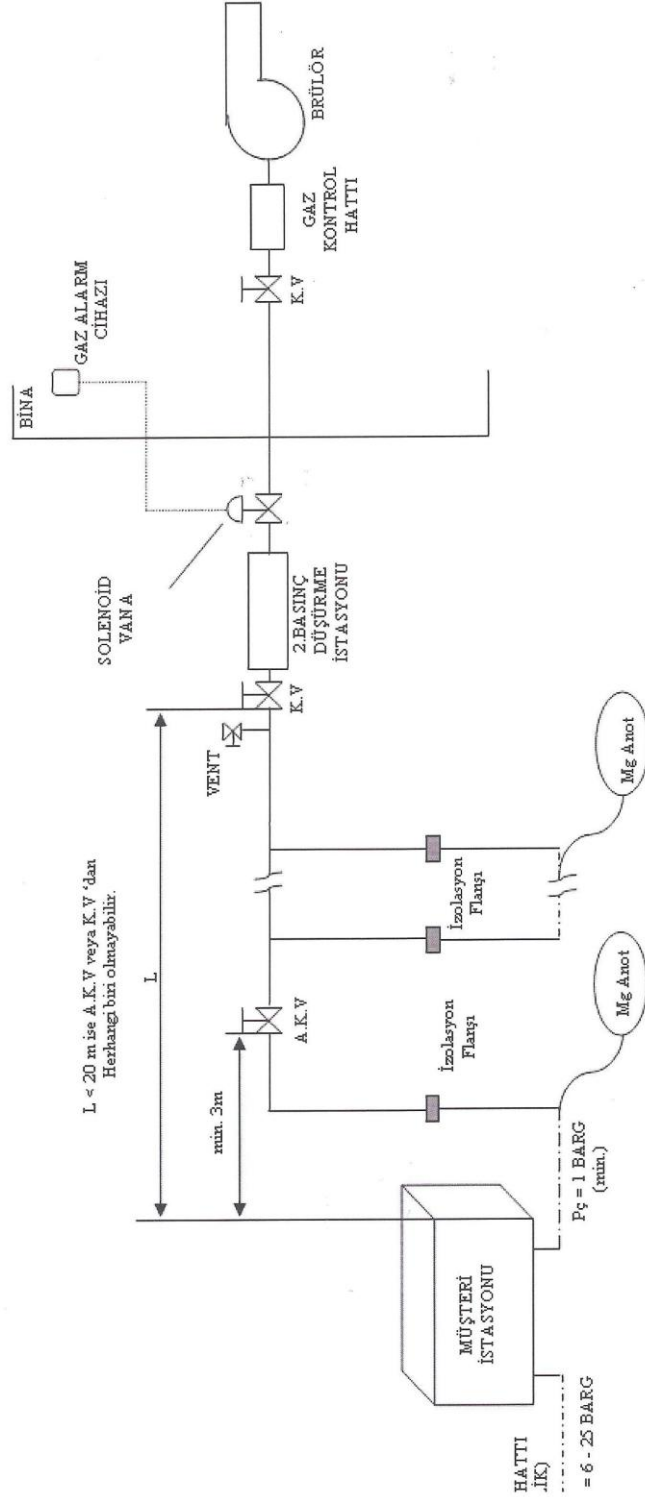 L < 20 m ise A.K.V veya K.V 'dan
Herhangi biri olmayabilir.
L
min. 3m
A.K.V
VENT
K.V
2.BASINÇ
DÜŞÜRME
İSTASYONU
SOLENOİD
VANA
BİNA
GAZ ALARM
CİHAZI
K.V
GAZ
KONTROL
HATTI
BRÜLÖR
HATTI
.İK)
= 6 - 25 BARG
MÜŞTERİ
İSTASYONU
Pç = 1 BARG
(min.)
İzolasyon
Flanşı
Mg Anot
İzolasyon
Flanşı
Mg Anot